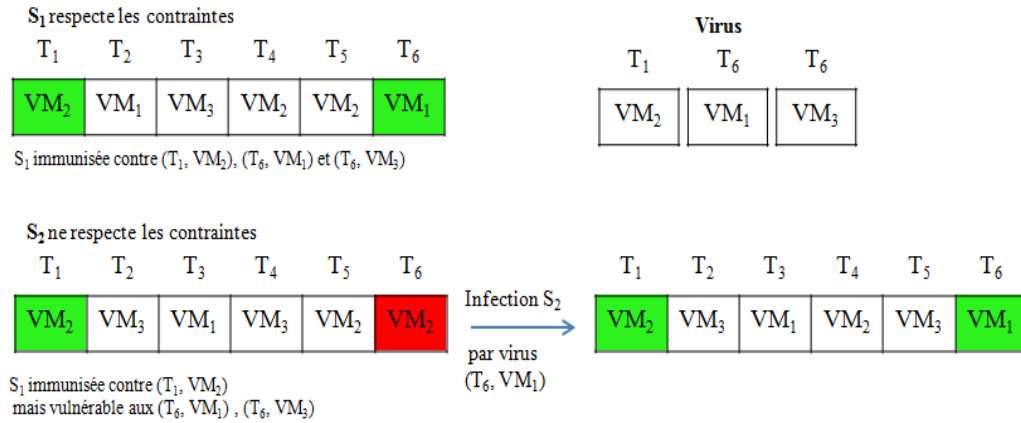 S₁ respecte les contraintes
Virus
T₁ T₂ T₃ T₄ T₅ T₆
T₁ T₆ T₆
VM₂ VM₁ VM₃ VM₂ VM₂ VM₁
VM₂ VM₁ VM₃
S₁ immunisée contre (T₁, VM₂), (T₆, VM₁) et (T₆, VM₃)
S₂ ne respecte les contraintes
T₁ T₂ T₃ T₄ T₅ T₆
VM₂ VM₃ VM₁ VM₃ VM₂ VM₂
S₁ immunisée contre (T₁, VM₂)
mais vulnérable aux (T₆, VM₁) , (T₆, VM₃)
Infection S₂
par virus
(T₆, VM₁)
T₁ T₂ T₃ T₄ T₅ T₆
VM₂ VM₃ VM₁ VM₂ VM₃ VM₁